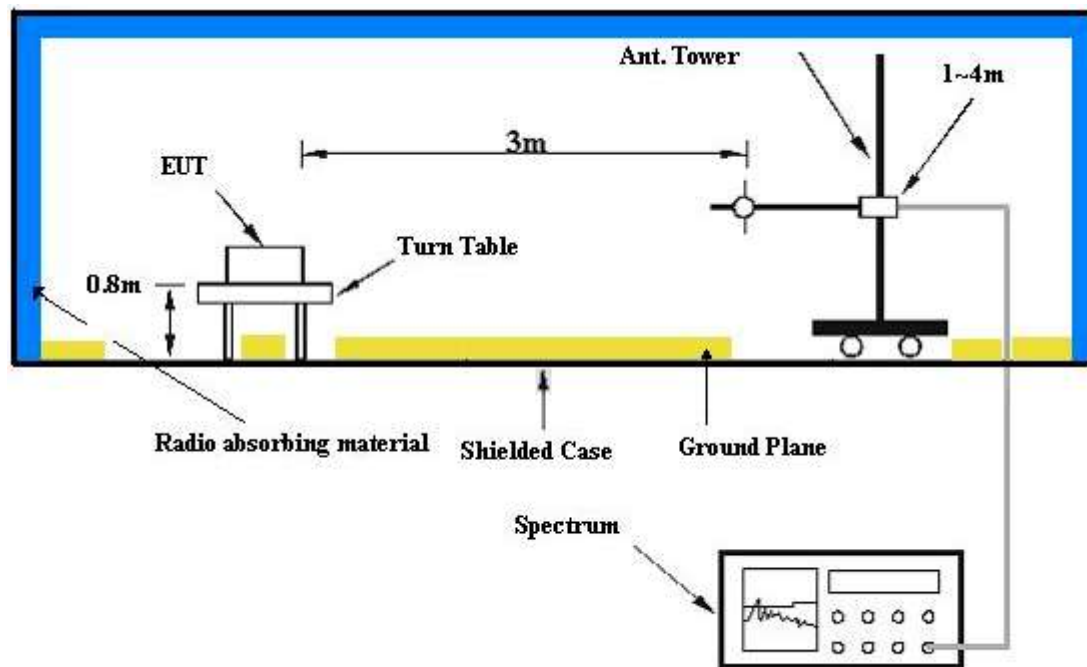 Ant. Tower
1~4m
3m
EUT
Turn Table
0.8m
Radio absorbing material
Shielded Case
Ground Plane
Spectrum